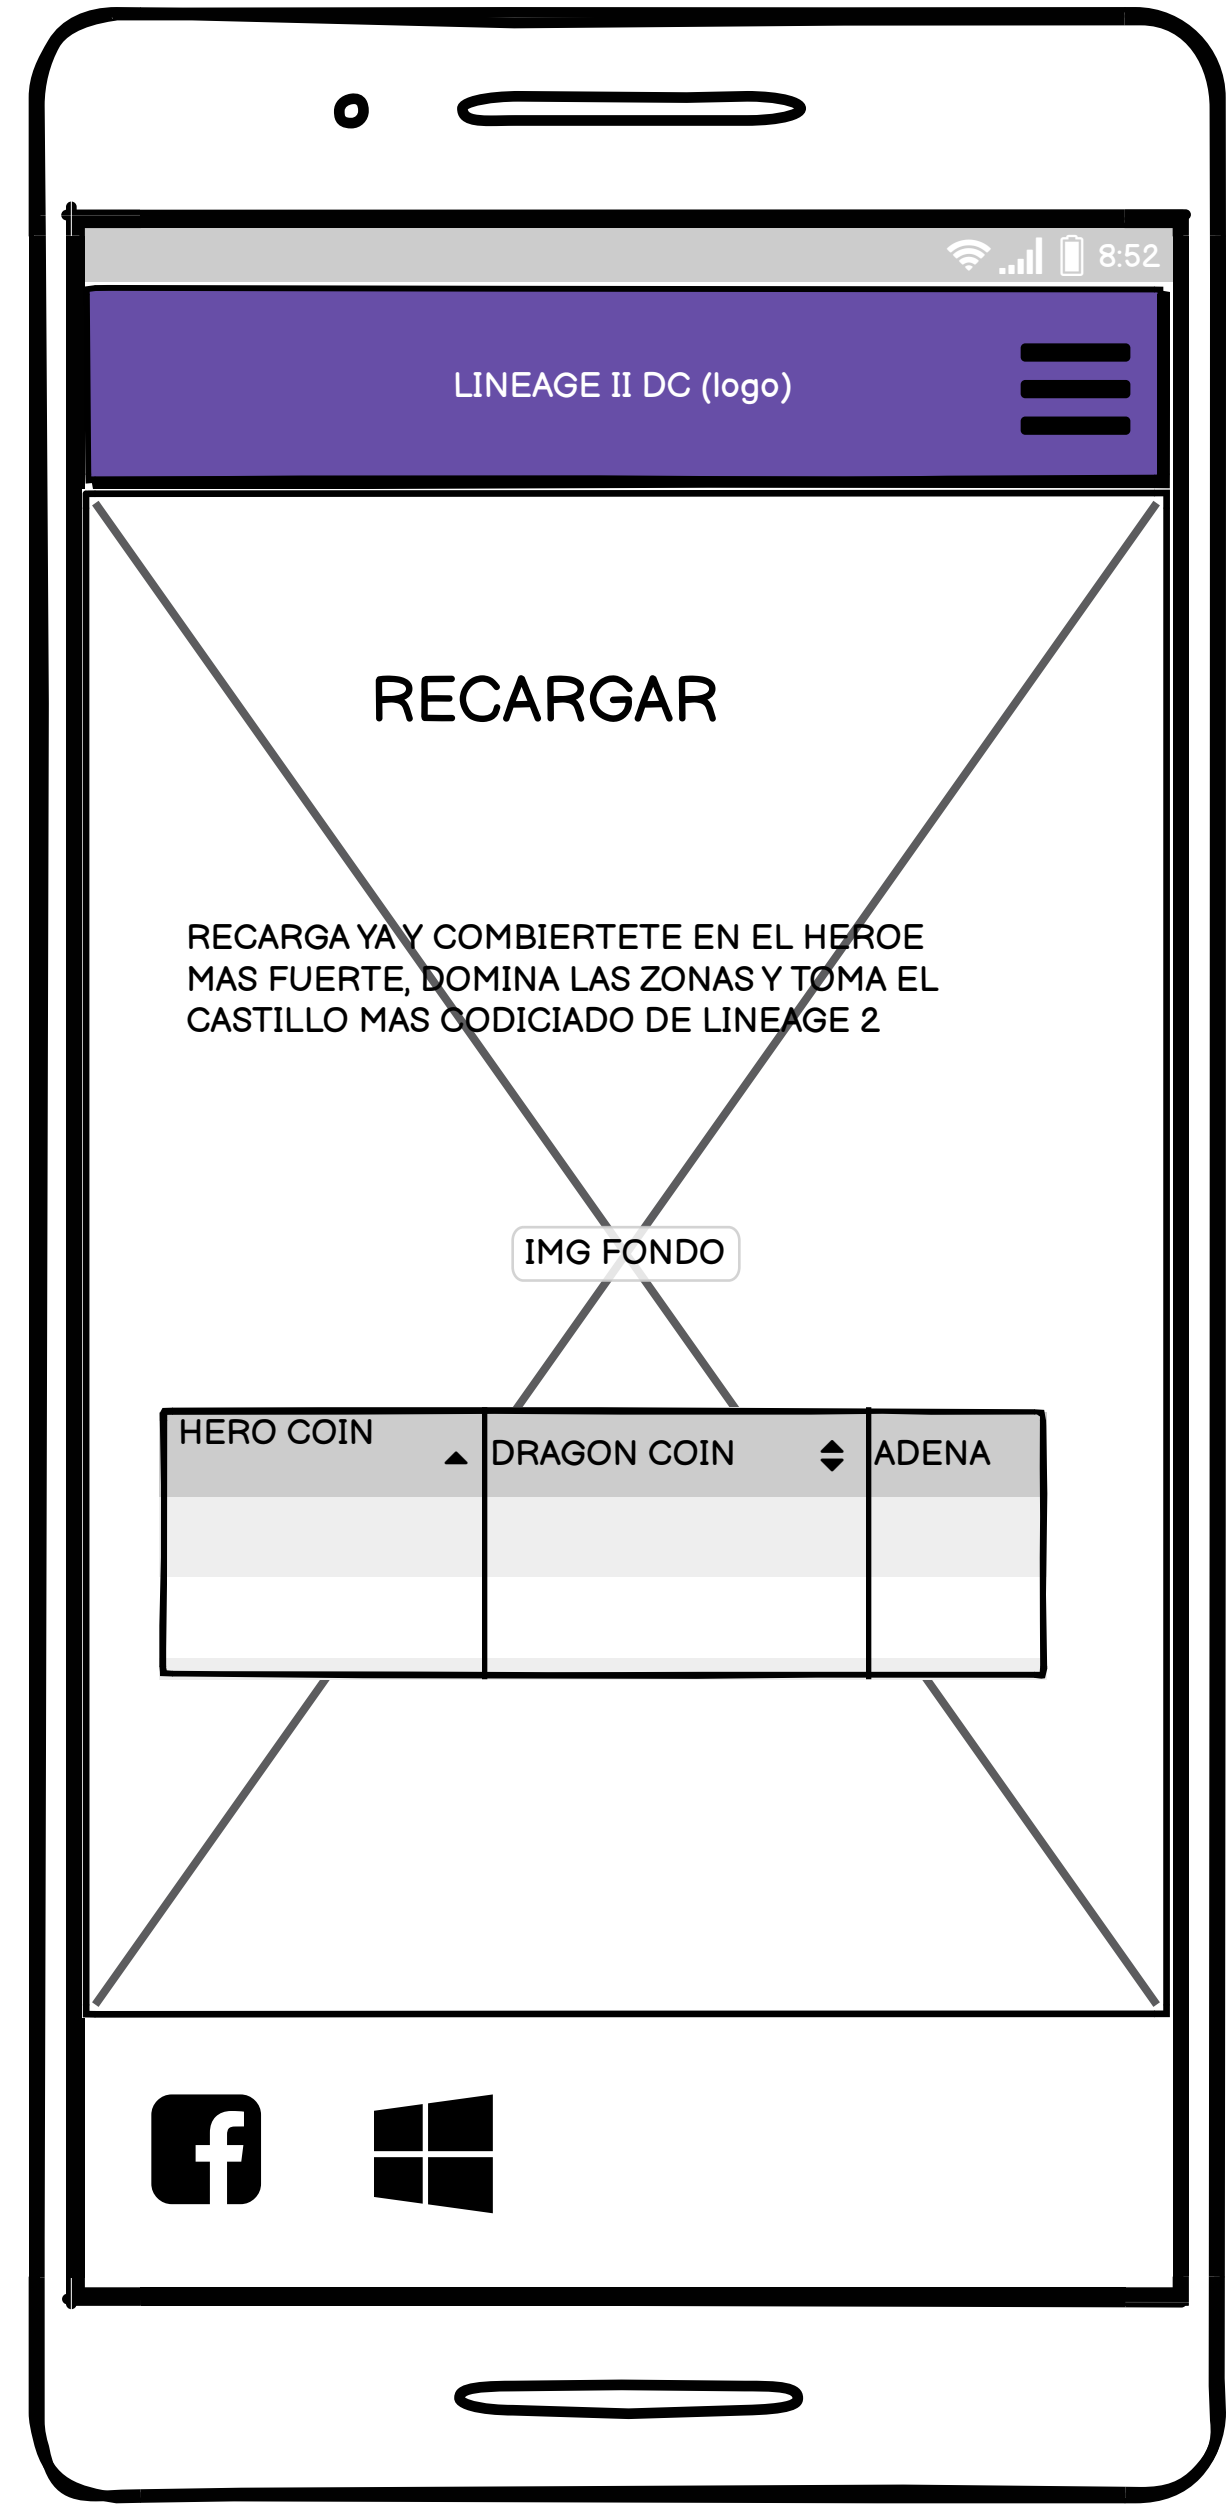 8:52
LINEAGE II DC (logo)
RECARGAR
RECARGA YA Y COMBIERTETE EN EL HEROE
MAS FUERTE, DOMINA LAS ZONAS Y TOMA EL
CASTILLO MAS CODICIADO DE LINEAGE 2
IMG FONDO
HERO COIN DRAGON COIN ADENA